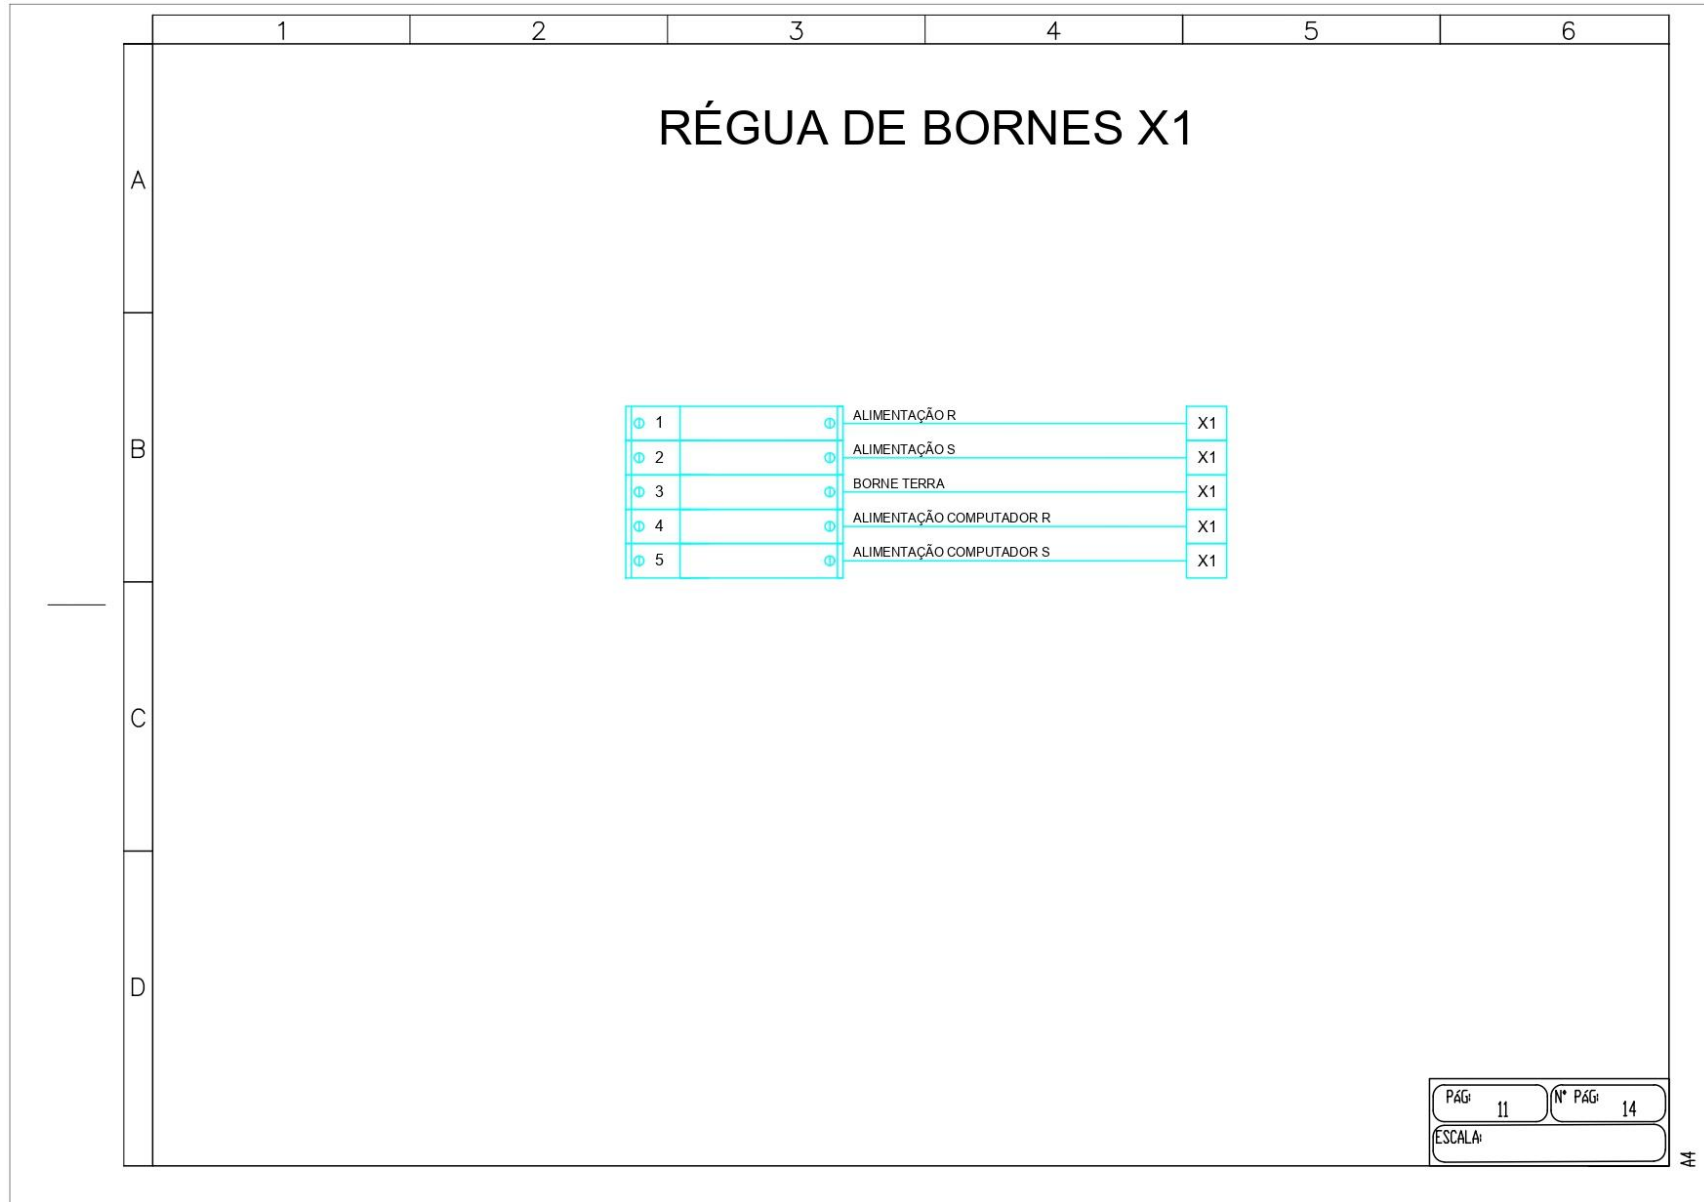 1 2 3 4 5 6
RÉGUA DE BORNES X1
A
B
C
D
1 ALIMENTAÇÃO R X1
2 ALIMENTAÇÃO S X1
3 BORNE TERRA X1
4 ALIMENTAÇÃO COMPUTADOR R X1
5 ALIMENTAÇÃO COMPUTADOR S X1
PÁG: 11 N° PÁG: 14
ESCALA:
A4